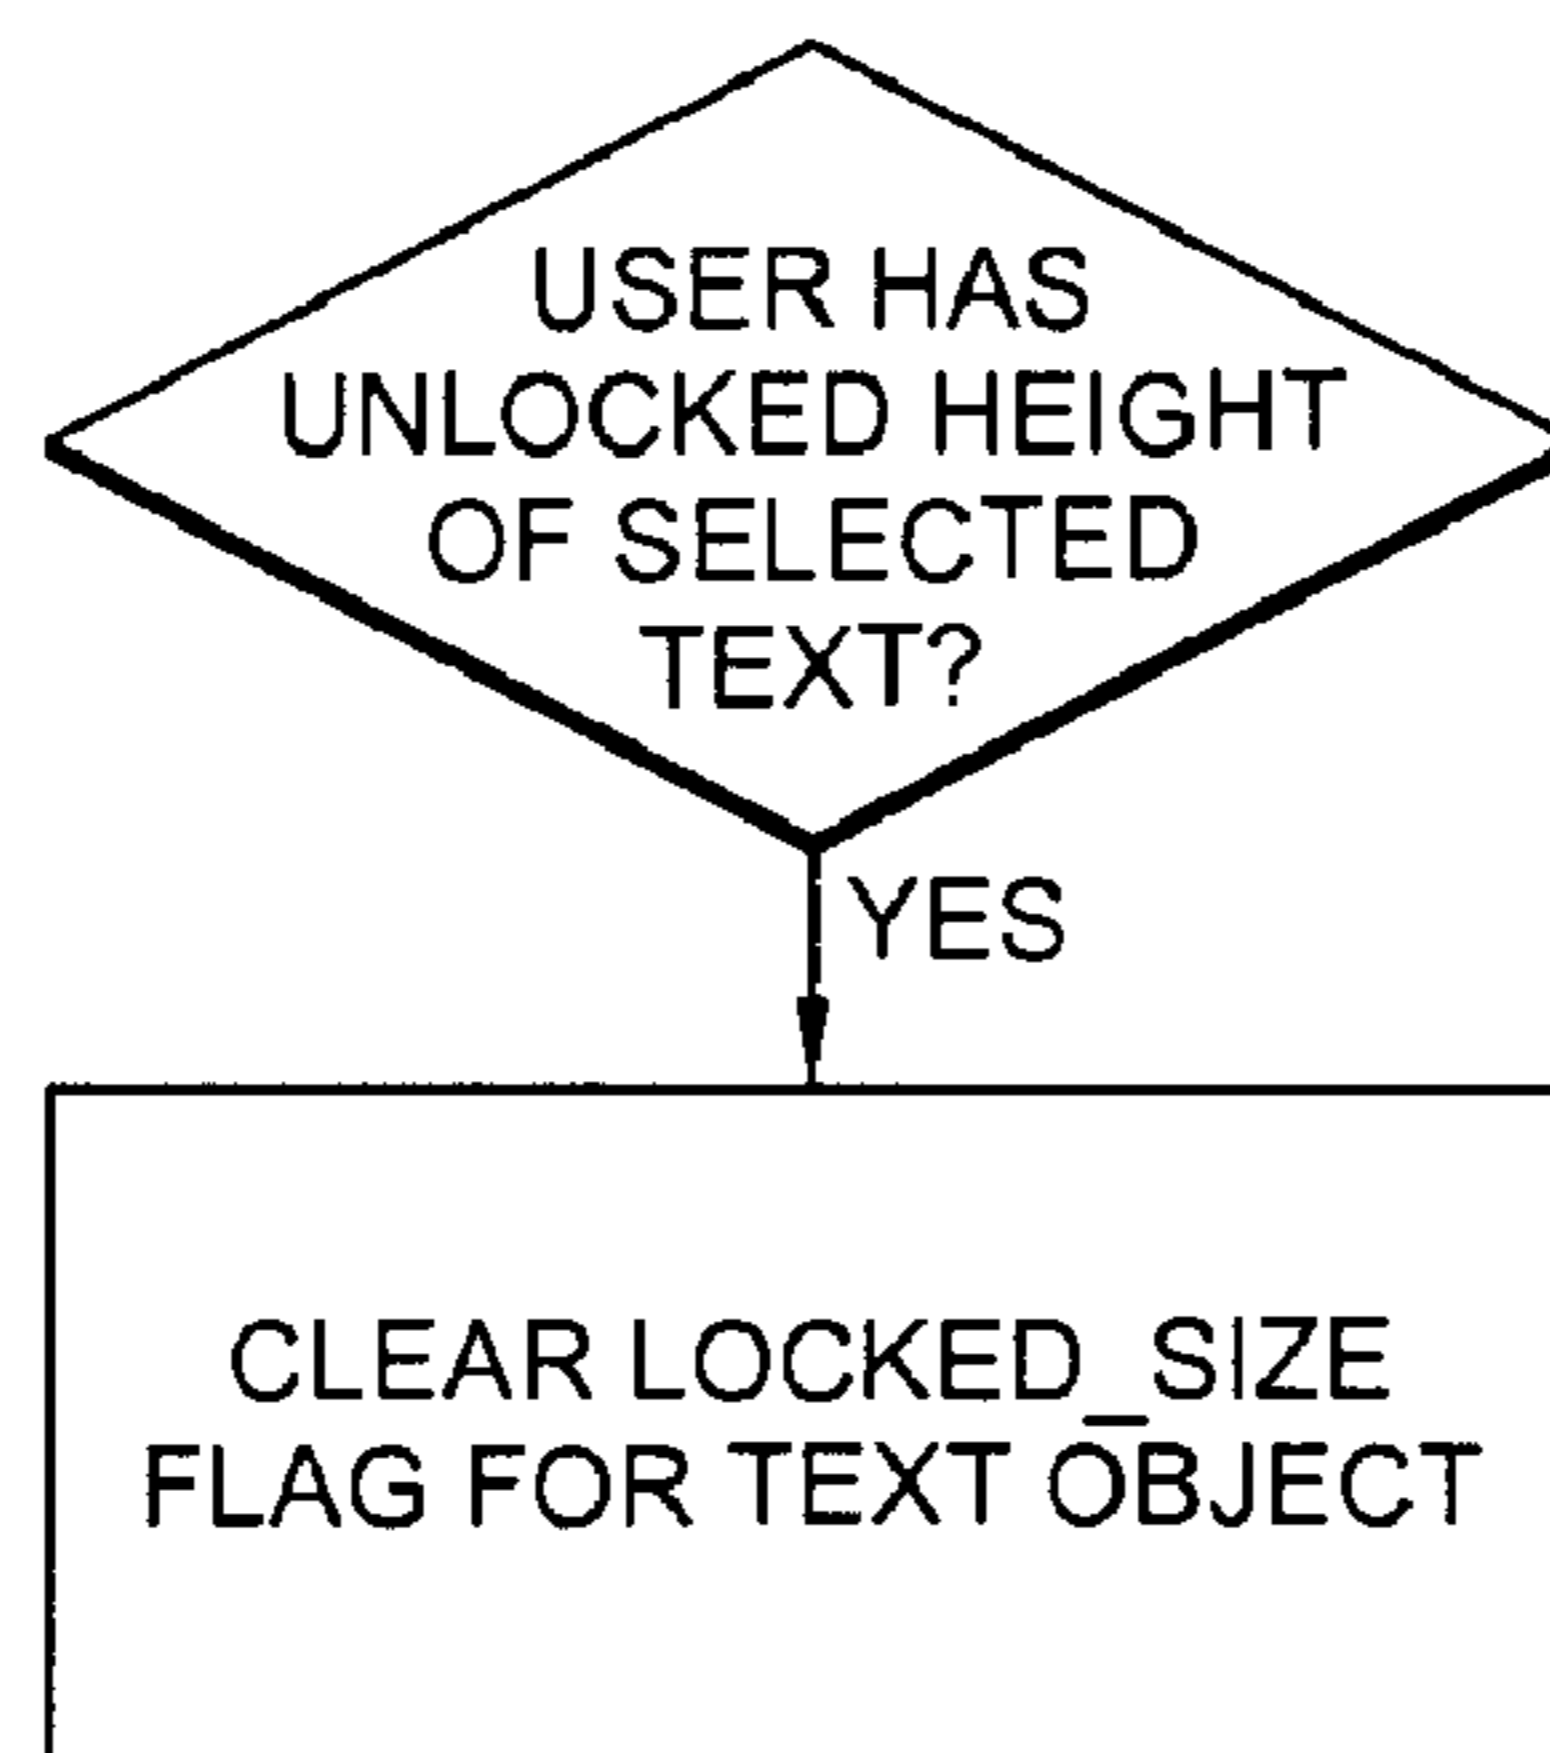 USER HAS
UNLOCKED HEIGHT
OF SELECTED
TEXT?
YES
CLEAR LOCKED_SIZE
FLAG FOR TEXT OBJECT